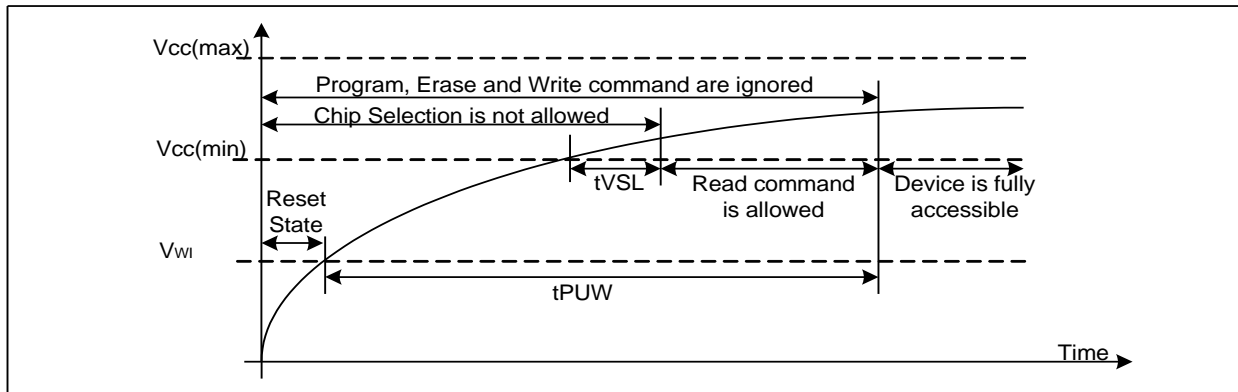 Vcc(max)
Program, Erase and Write command are ignored
Chip Selection is not allowed
Vcc(min)
tVSL
Read command
is allowed
Device is fully
accessible
Reset
State
VWI
tPUW
Time